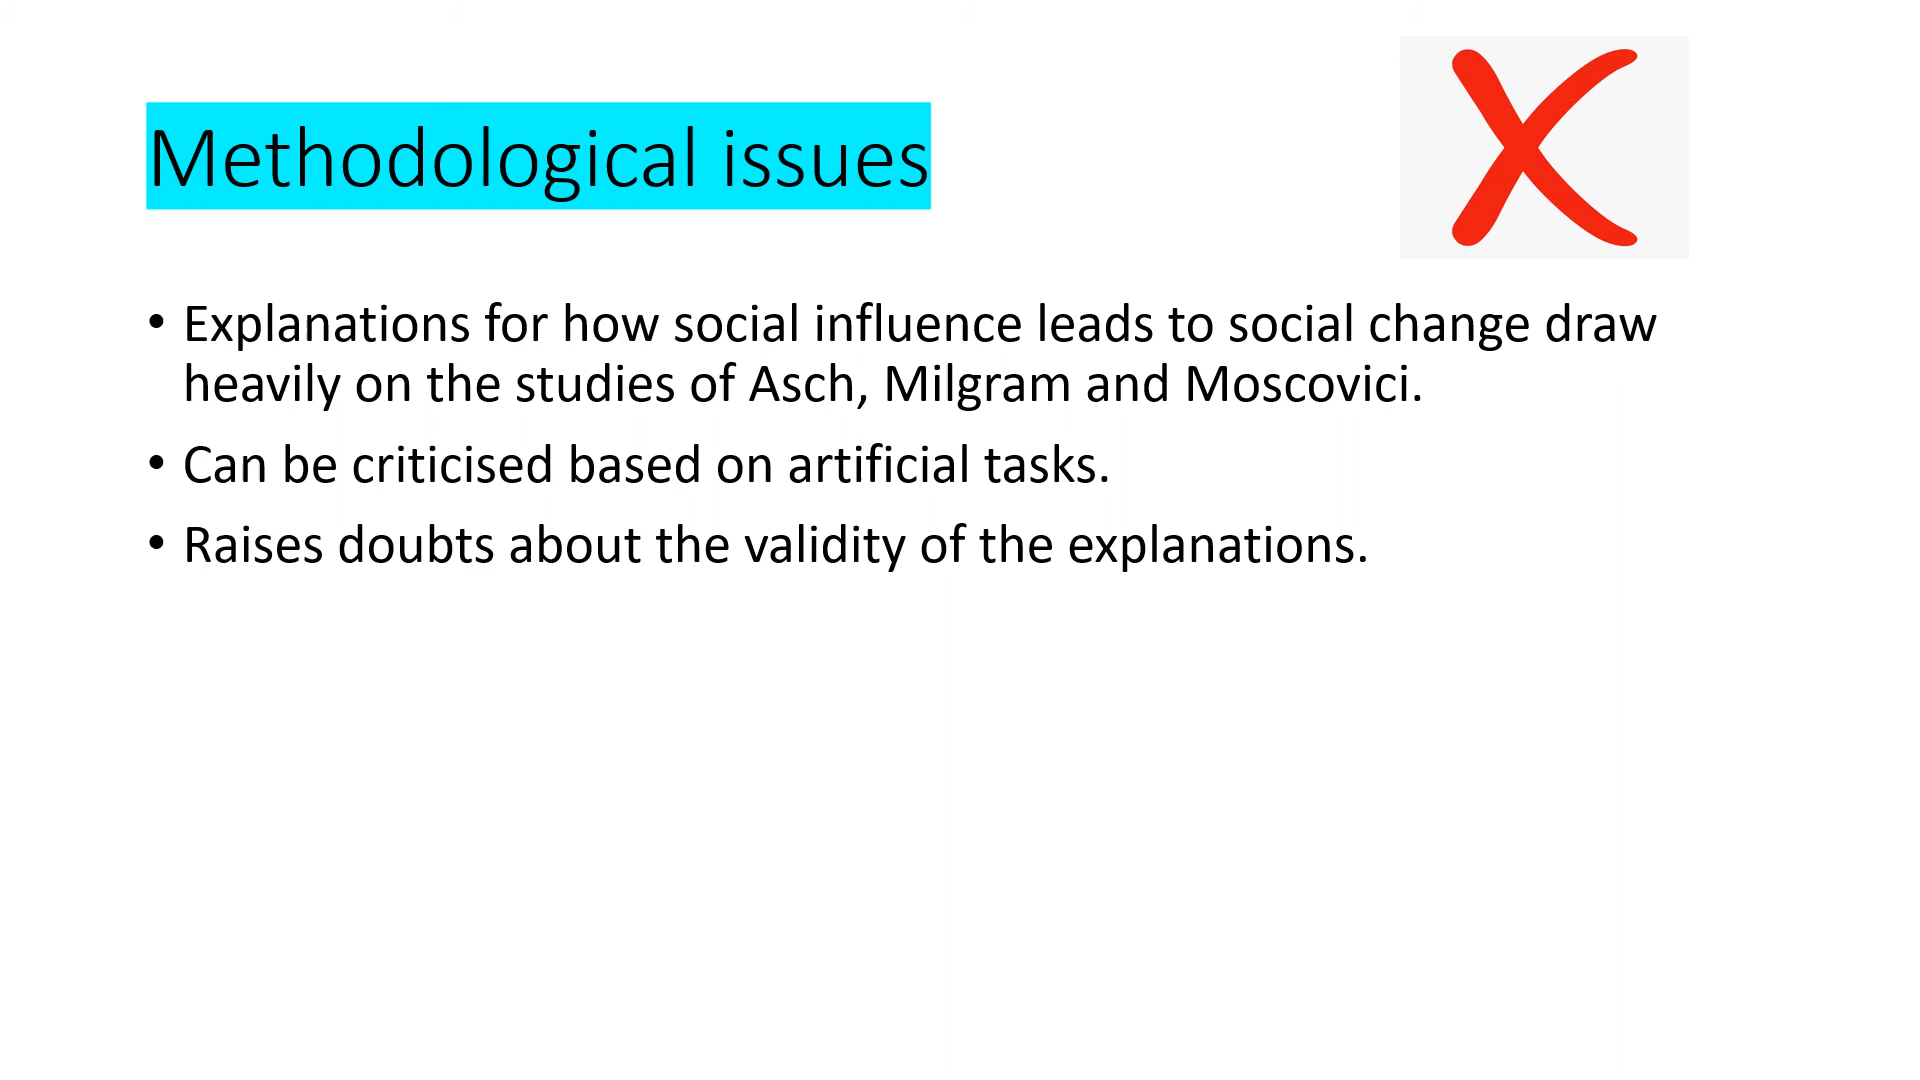 Methodological issues
• Explanations for how social influence leads to social change draw
heavily on the studies of Asch, Milgram and Moscovici.
• Can be criticised based on artificial tasks.
• Raises doubts about the validity of the explanations.